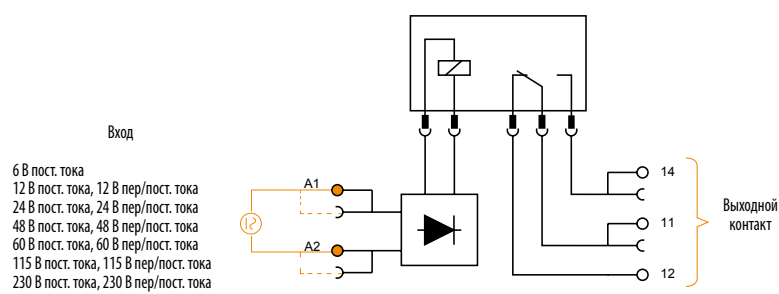 Вход
6 В пост. тока
12 В пост. тока, 12 В пер/пост. тока
24 В пост. тока, 24 В пер/пост. тока
48 В пост. тока, 48 В пер/пост. тока
60 В пост. тока, 60 В пер/пост. тока
115 В пост. тока, 115 В пер/пост. тока
230 В пост. тока, 230 В пер/пост. тока
A1
A2
14
11
12
Выходной
контакт